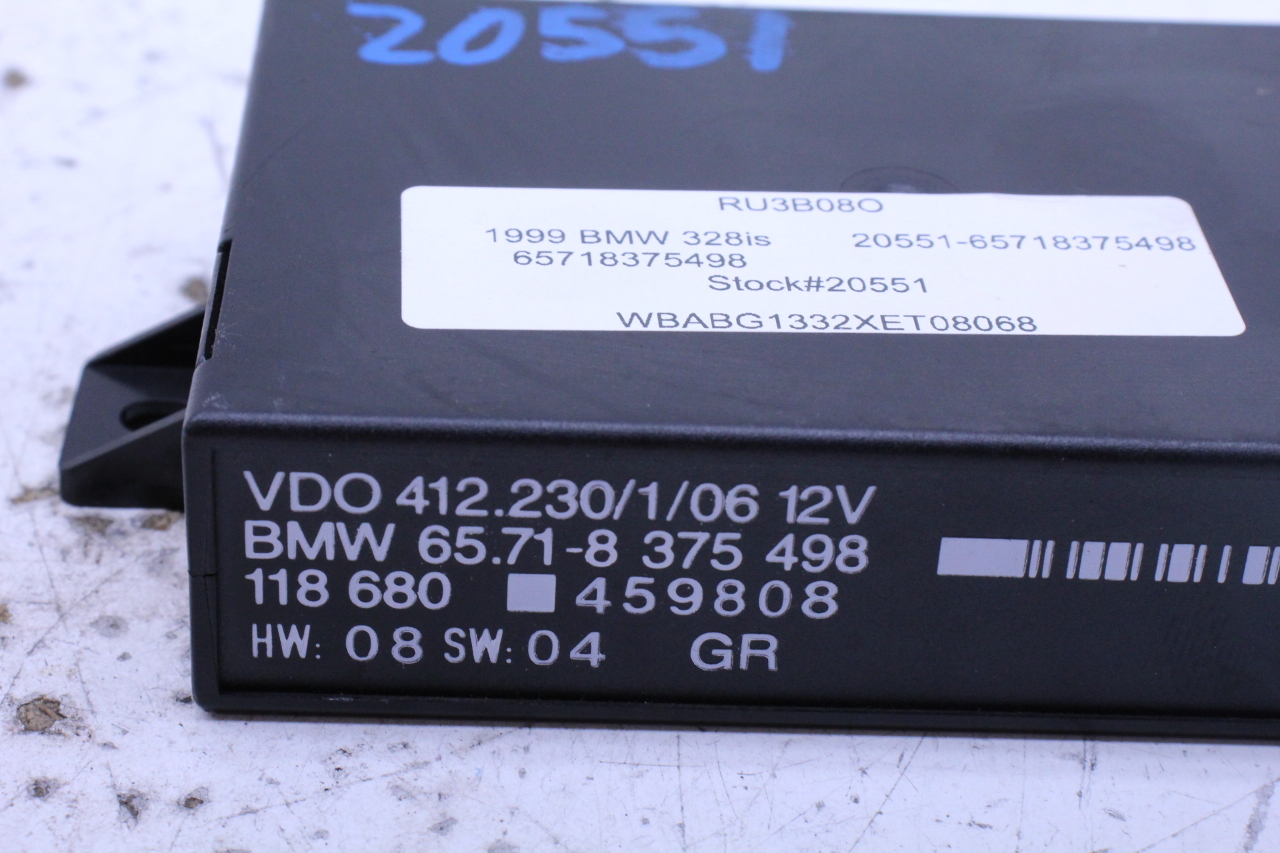 20551
RU3B08O
1999 BMW 328is 20551-65718375498
65718375498
Stock#20551
WBABG1332XET08068
VDO 412.230/1/06 12V
BMW 65.71-8 375 498
118 680 459808
HW: 08 SW: 04 GR